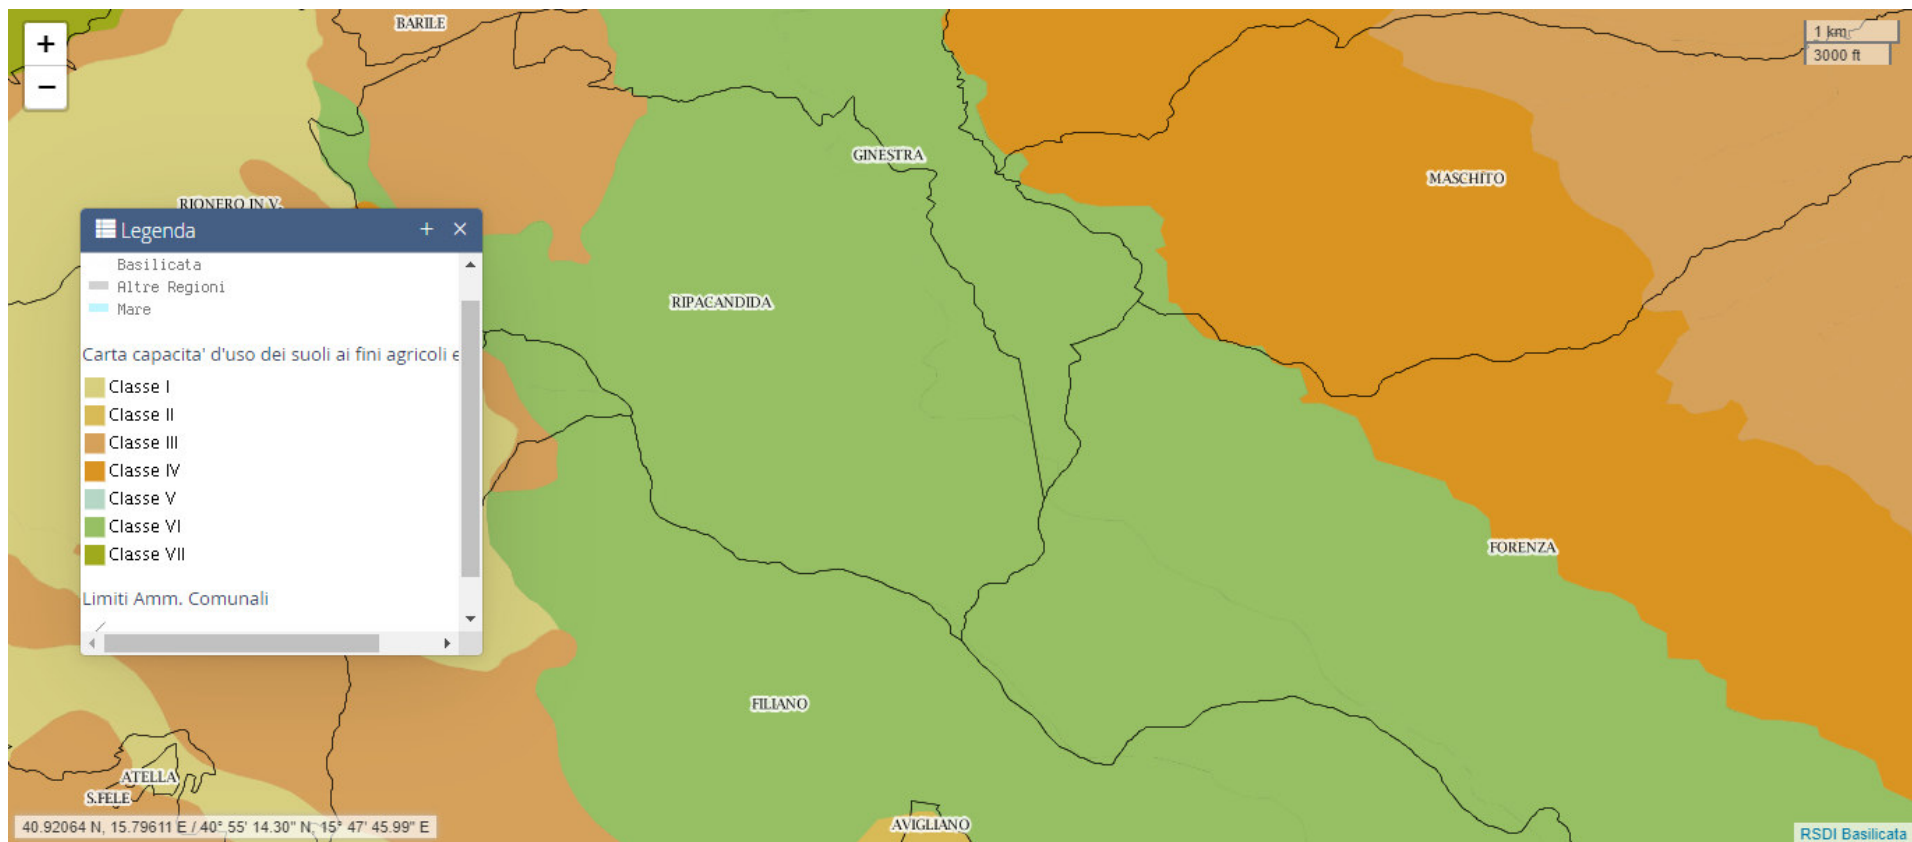 +
−
BARILE
1 km
3000 ft
GINESTRA
MASCHITO
RIONERO IN V.
Legenda + ×
Basilicata
Altre Regioni
Mare
RIPACANDIDA
Carta capacita' d'uso dei suoli ai fini agricoli e
Classe I
Classe II
Classe III
Classe IV
Classe V
Classe VI
Classe VII
FORENZA
Limiti Amm. Comunali
FILIANO
ATELLA
S.FELE
40.92064 N, 15.79611 E / 40° 55' 14.30" N, 15° 47' 45.99" E
AVIGLIANO
RSDI Basilicata